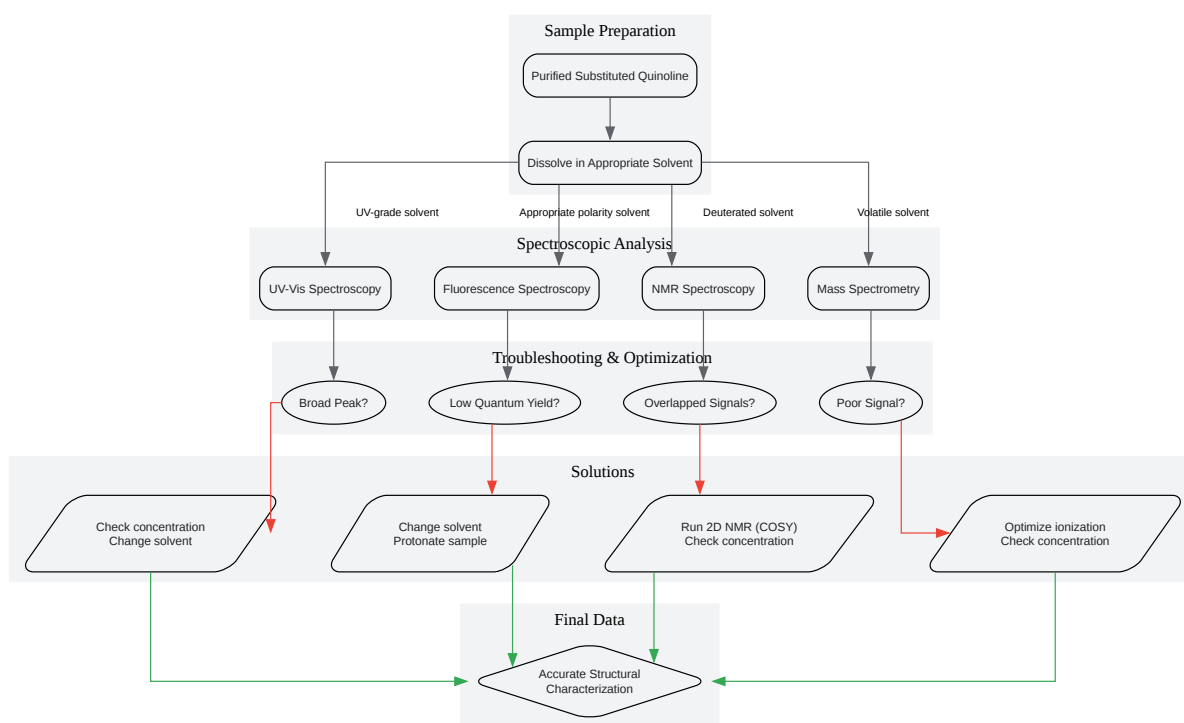 Sample Preparation
Purified Substituted Quinoline
Dissolve in Appropriate Solvent
UV-grade solvent
Appropriate polarity solvent
Deuterated solvent
Volatile solvent
Spectroscopic Analysis
UV-Vis Spectroscopy
Fluorescence Spectroscopy
NMR Spectroscopy
Mass Spectrometry
Troubleshooting & Optimization
Broad Peak?
Low Quantum Yield?
Overlapped Signals?
Poor Signal?
Solutions
Check concentration
Change solvent
Change solvent
Protonate sample
Run 2D NMR (COSY)
Check concentration
Optimize ionization
Check concentration
Final Data
Accurate Structural
Characterization